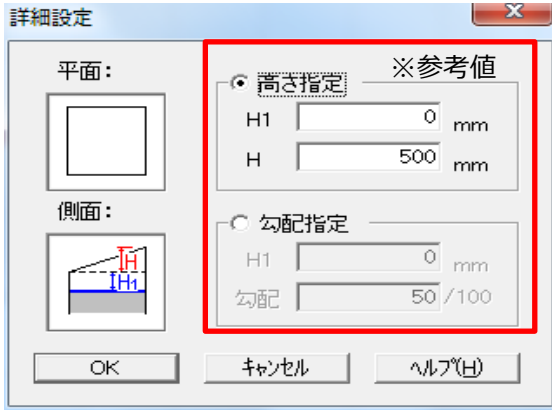 詳細設定
平面：
※参考値
高さ指定
H1 0 mm
H 500 mm
側面：
H
H1
勾配指定
H1 0 mm
勾配 50 /100
OK キャンセル ヘルプ(H)